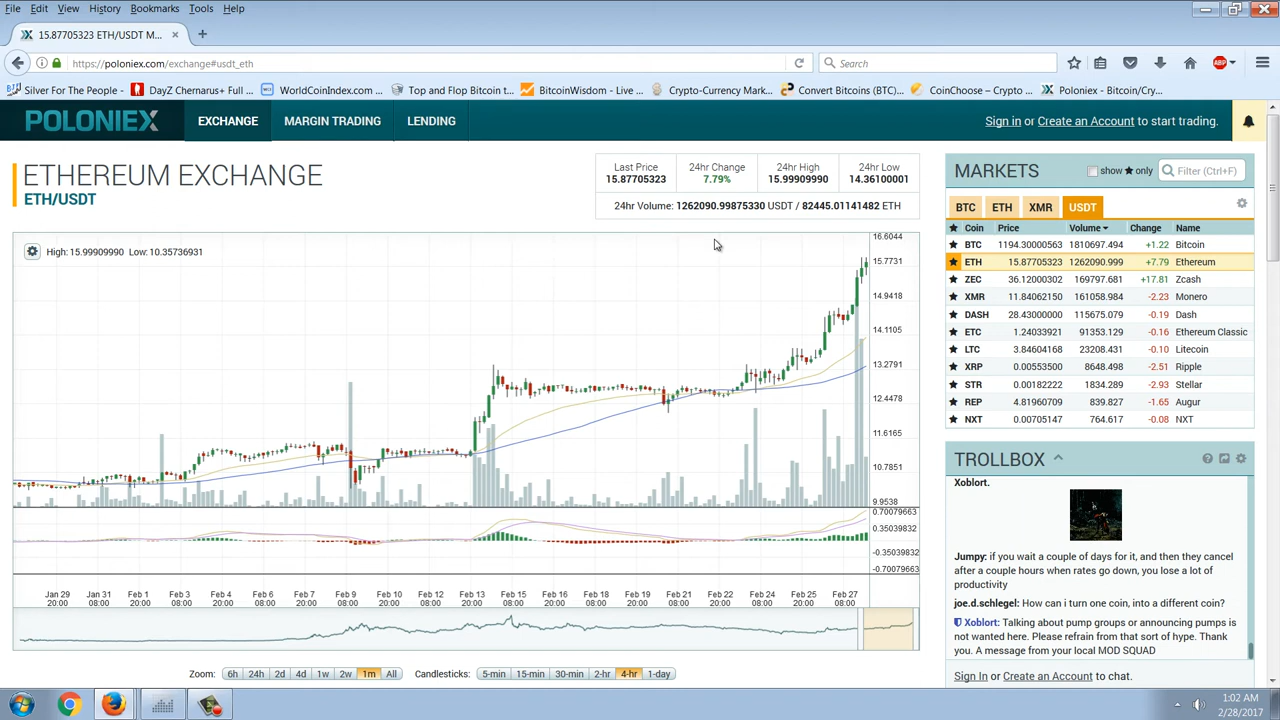 File Edit View History Bookmarks Tools Help
15.87705323 ETH/USDT M...
https://poloniex.com/exchange#usdt_eth
Search
Silver For The People - ... DayZ Chernarus+ Full ... WorldCoinIndex.com ... Top and Flop Bitcoin t... BitcoinWisdom - Live ... Crypto-Currency Mark... Convert Bitcoins (BTC)... CoinChoose – Crypto ... Poloniex - Bitcoin/Cry...
POLONIEX EXCHANGE MARGIN TRADING LENDING Sign in or Create an Account to start trading.
ETHEREUM EXCHANGE
ETH/USDT
Last Price 24hr Change 24hr High 24hr Low
15.87705323 7.79% 15.99909990 14.36100001
24hr Volume: 1262090.99875330 USDT / 82445.01141482 ETH
High: 15.99909990 Low: 10.35736931
16.6044
15.7731
14.9418
14.1105
13.2791
12.4478
11.6165
10.7851
9.9538
0.70079663
0.35039832
-0.35039832
-0.70079663
Jan 29 Jan 31 Feb 1 Feb 3 Feb 4 Feb 6 Feb 7 Feb 9 Feb 10 Feb 12 Feb 13 Feb 15 Feb 16 Feb 18 Feb 19 Feb 21 Feb 22 Feb 24 Feb 25 Feb 27
20:00 08:00 20:00 08:00 20:00 08:00 20:00 08:00 20:00 08:00 20:00 08:00 20:00 08:00 20:00 08:00 20:00 08:00 20:00 08:00
Zoom: 6h 24h 2d 4d 1w 2w 1m All Candlesticks: 5-min 15-min 30-min 2-hr 4-hr 1-day
MARKETS show ★ only Filter (Ctrl+F)
BTC ETH XMR USDT
★ Coin Price Volume Change Name
★ BTC 1194.30000563 1810697.494 +1.22 Bitcoin
★ ETH 15.87705323 1262090.999 +7.79 Ethereum
★ ZEC 36.12000302 169797.681 +17.81 Zcash
★ XMR 11.84062150 161058.984 -2.23 Monero
★ DASH 28.43000000 115675.079 -0.19 Dash
★ ETC 1.24033921 91353.129 -0.16 Ethereum Classic
★ LTC 3.84604168 23208.431 -0.10 Litecoin
★ XRP 0.00553500 8648.498 -2.51 Ripple
★ STR 0.00182222 1834.289 -2.93 Stellar
★ REP 4.81960709 839.827 -1.65 Augur
★ NXT 0.00705147 764.617 -0.08 NXT
TROLLBOX
Xoblort.
Jumpy: if you wait a couple of days for it, and then they cancel
after a couple hours when rates go down, you lose a lot of
productivity
joe.d.schlegel: How can i turn one coin, into a different coin?
Xoblort: Talking about pump groups or announcing pumps is
not wanted here. Please refrain from that sort of hype. Thank
you. A message from your local MOD SQUAD
Sign In or Create an Account to chat.
1:02 AM
2/28/2017